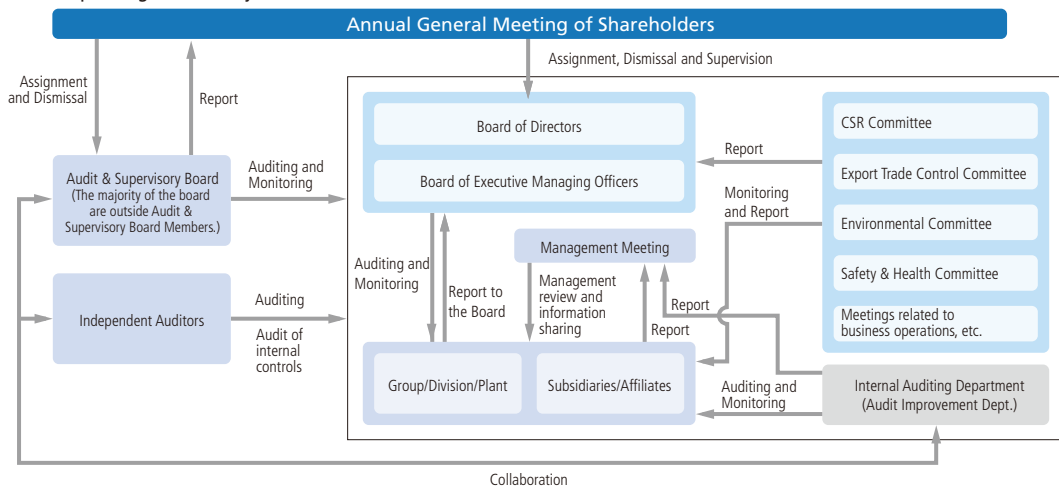 Annual General Meeting of Shareholders
Assignment
and Dismissal
Report
Assignment, Dismissal and Supervision
Audit & Supervisory Board
(The majority of the board
are outside Audit &
Supervisory Board Members.)
Auditing and
Monitoring
Board of Directors
Board of Executive Managing Officers
Report
CSR Committee
Export Trade Control Committee
Environmental Committee
Safety & Health Committee
Meetings related to
business operations, etc.
Monitoring
and Report
Management Meeting
Auditing and
Monitoring
Report to
the Board
Management
review and
information
sharing
Report
Report
Independent Auditors
Auditing
Audit of
internal
controls
Group/Division/Plant
Subsidiaries/Affiliates
Auditing and
Monitoring
Internal Auditing Department
(Audit Improvement Dept.)
Collaboration